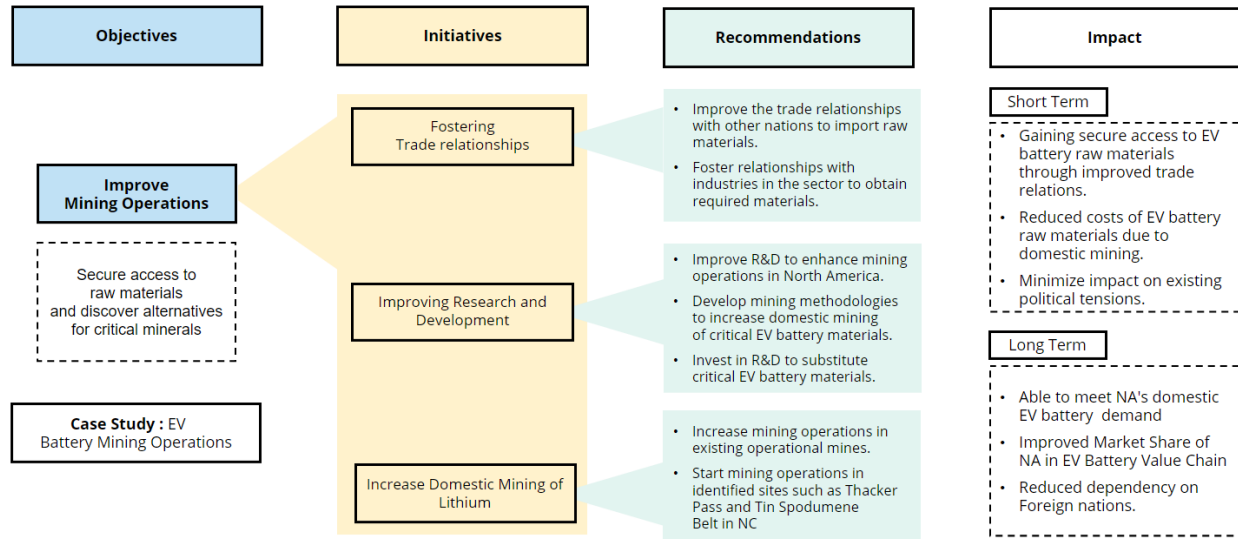 Objectives
Initiatives
Recommendations
Impact
Improve
Mining Operations
Secure access to
raw materials
and discover alternatives
for critical minerals
Case Study : EV
Battery Mining Operations
Fostering
Trade relationships
Improving Research and
Development
Increase Domestic Mining of
Lithium
• Improve the trade relationships
with other nations to import raw
materials.
• Foster relationships with
industries in the sector to obtain
required materials.
• Improve R&D to enhance mining
operations in North America.
• Develop mining methodologies
to increase domestic mining
of critical EV battery materials.
• Invest in R&D to substitute
critical EV battery materials.
• Increase mining operations in
existing operational mines.
• Start mining operations in
identified sites such as Thacker
Pass and Tin Spodumene
Belt in NC
Short Term
• Gaining secure access to EV
battery raw materials
through improved trade
relations.
• Reduced costs of EV battery
raw materials due to
domestic mining.
• Minimize impact on existing
political tensions.
Long Term
• Able to meet NA's domestic
EV battery demand
• Improved Market Share of
NA in EV Battery Value Chain
• Reduced dependency on
Foreign nations.